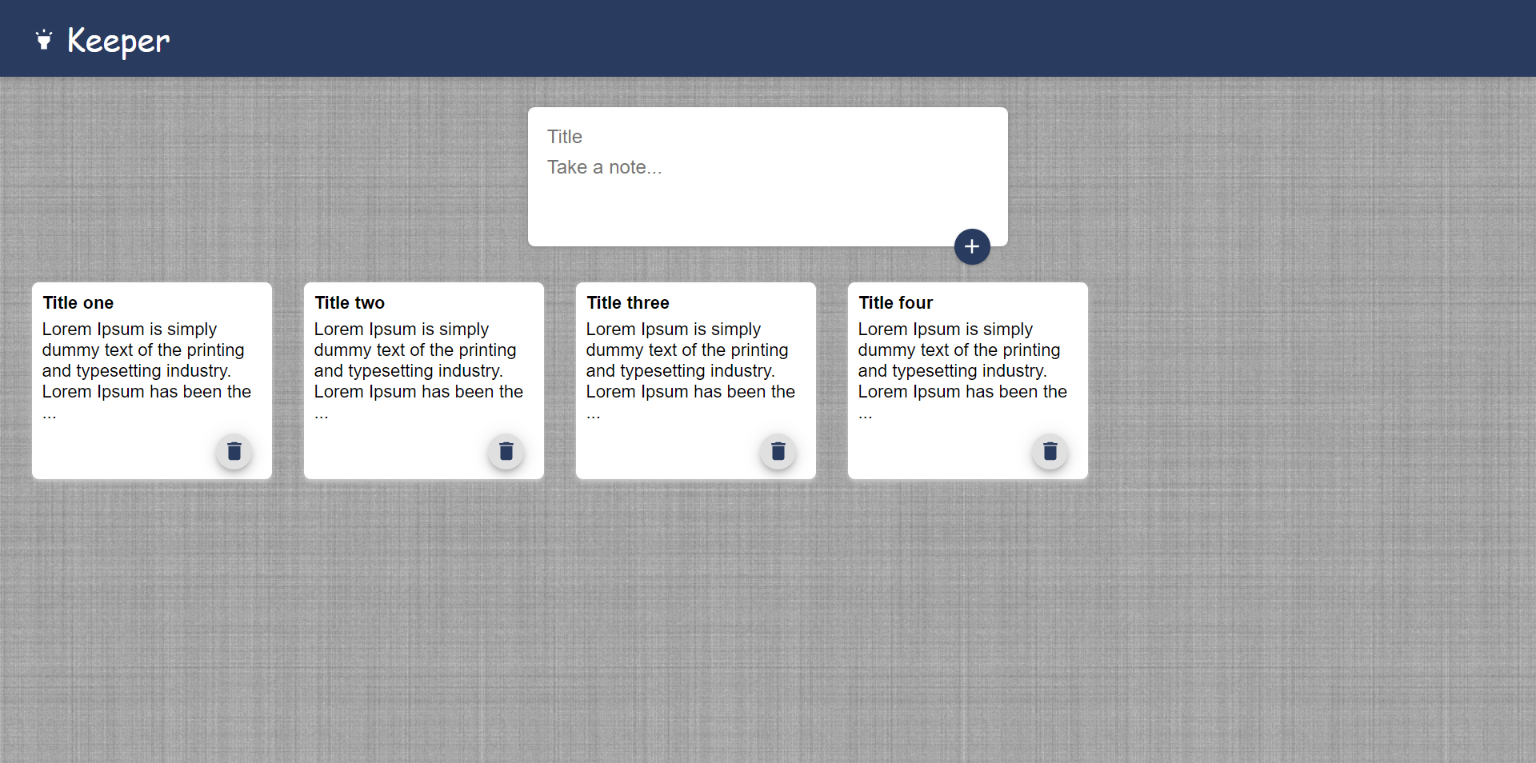 Keeper
Title
Take a note...
Title one
Lorem Ipsum is simply
dummy text of the printing
and typesetting industry.
Lorem Ipsum has been the
...
Title two
Lorem Ipsum is simply
dummy text of the printing
and typesetting industry.
Lorem Ipsum has been the
...
Title three
Lorem Ipsum is simply
dummy text of the printing
and typesetting industry.
Lorem Ipsum has been the
...
Title four
Lorem Ipsum is simply
dummy text of the printing
and typesetting industry.
Lorem Ipsum has been the
...